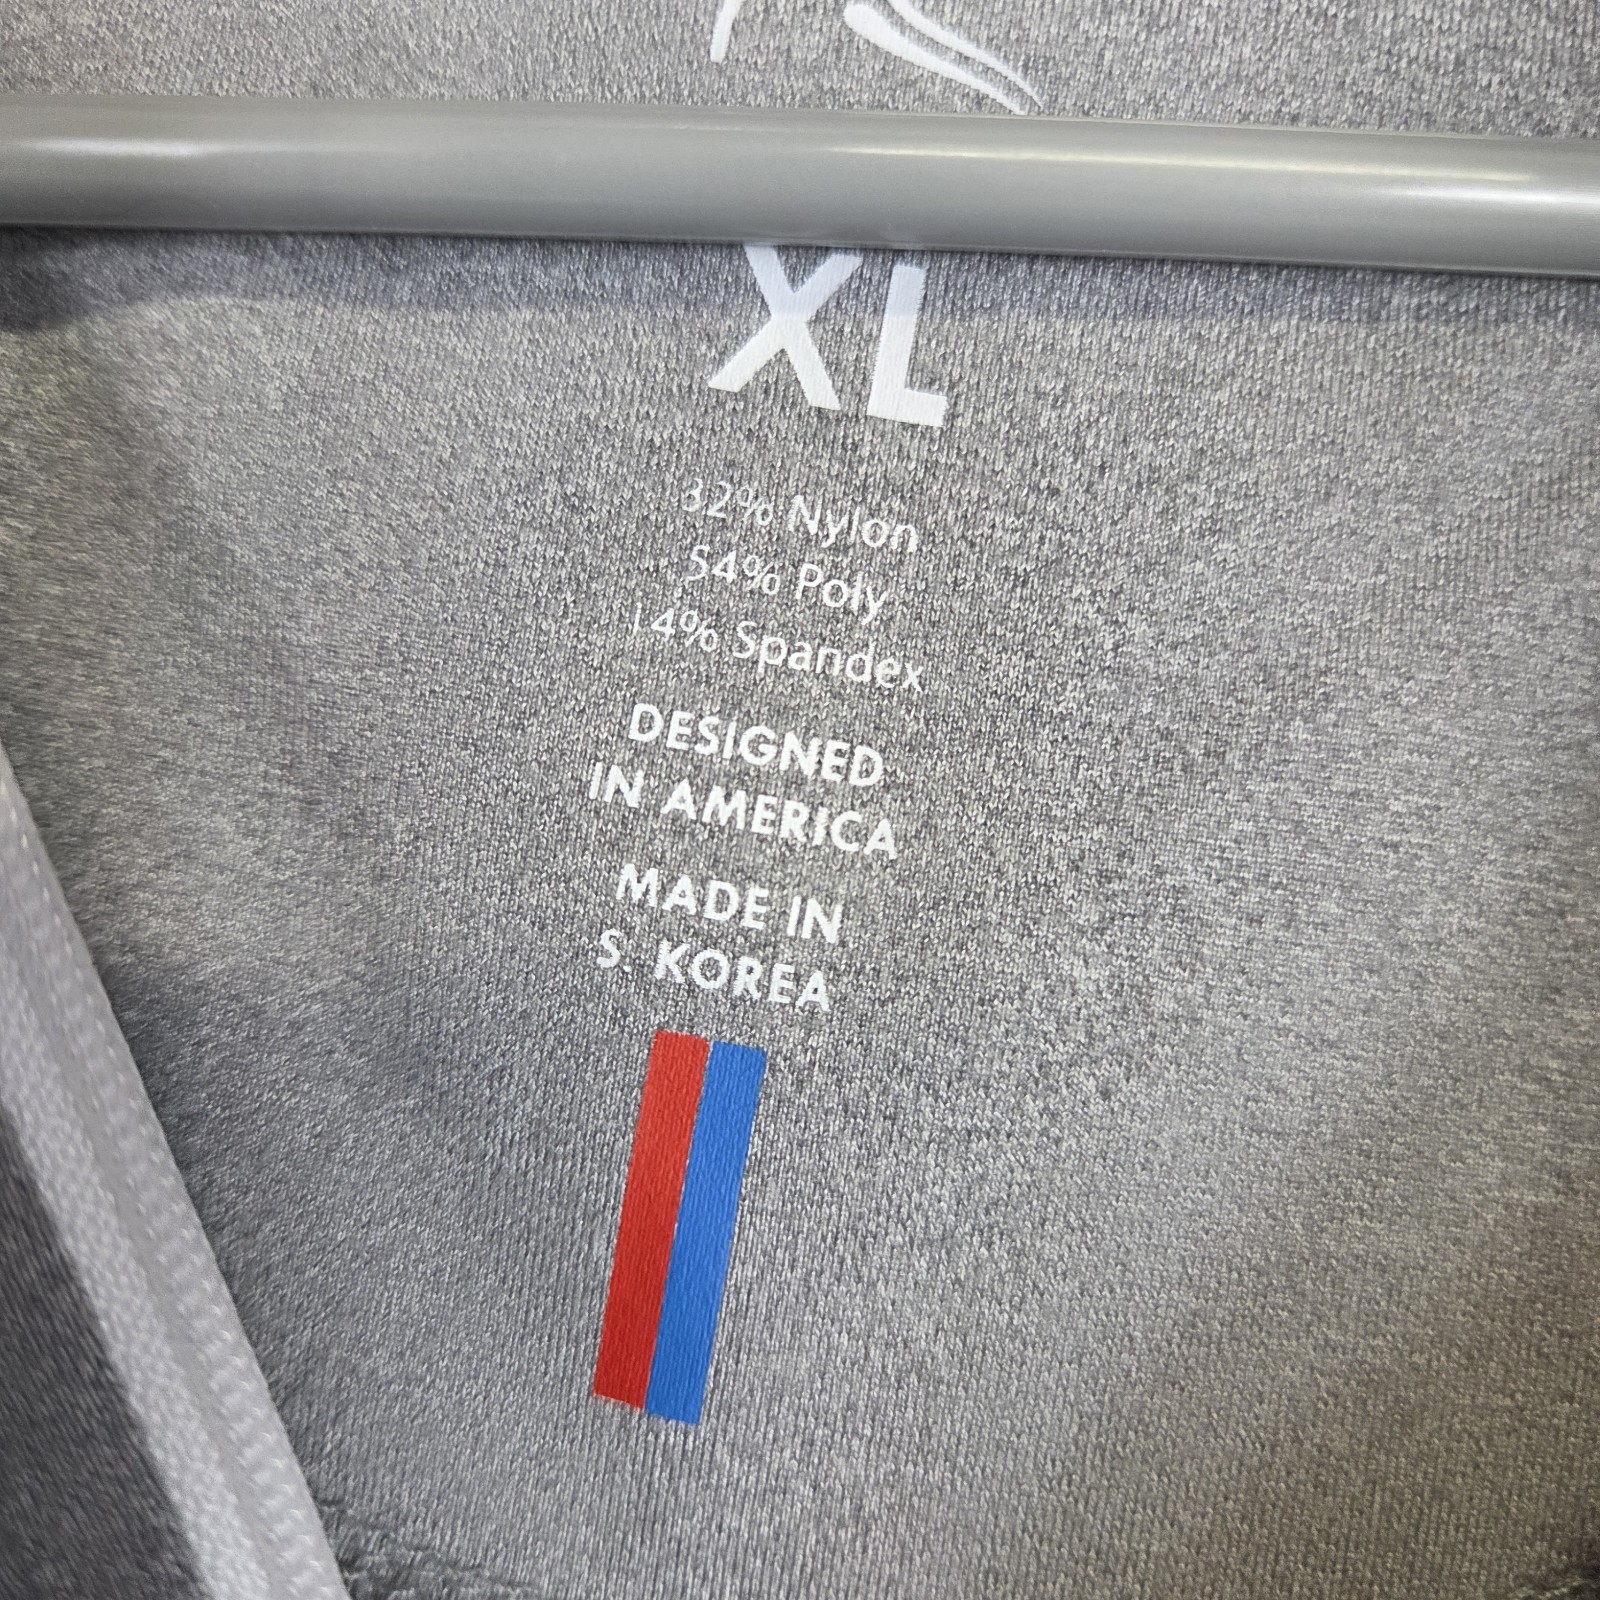 XL
32% Nylon
54% Poly
14% Spandex
DESIGNED
IN AMERICA
MADE IN
S. KOREA